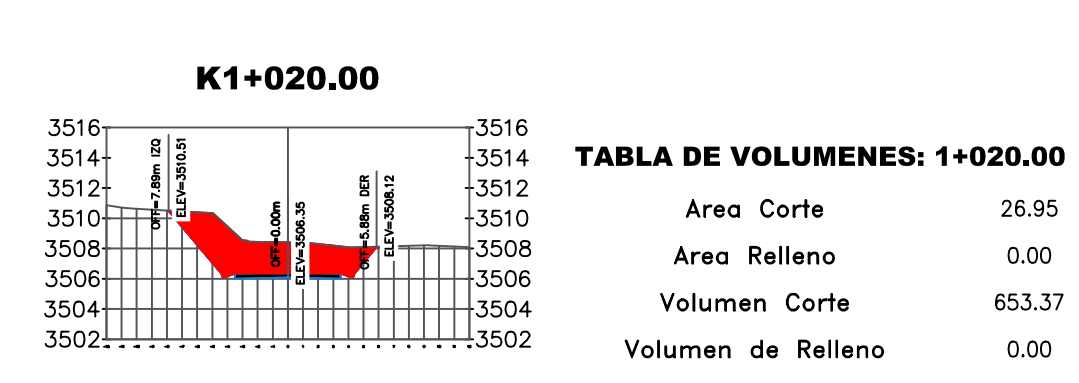 K1+020.00
3516 3516
3514 3514
3512 3512
3510 3510
3508 3508
3506 3506
3504 3504
3502 3502
OFF=7.89m IZQ
ELEV=3510.51
OFF=0.00m
ELEV=3506.35
OFF=5.88m DER
ELEV=3508.12
TABLA DE VOLUMENES: 1+020.00
Area Corte 26.95
Area Relleno 0.00
Volumen Corte 653.37
Volumen de Relleno 0.00